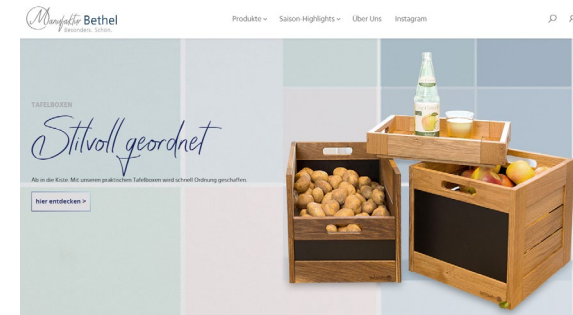 Manufaktur Bethel
Besonders. Schön.
Produkte
Saison-Highlights
Über Uns
Instagram
TAFELBOXEN
Stilvoll geordnet
Ab in die Kiste. Mit unseren praktischen Tafelboxen wird schnell Ordnung geschaffen.
hier entdecken >